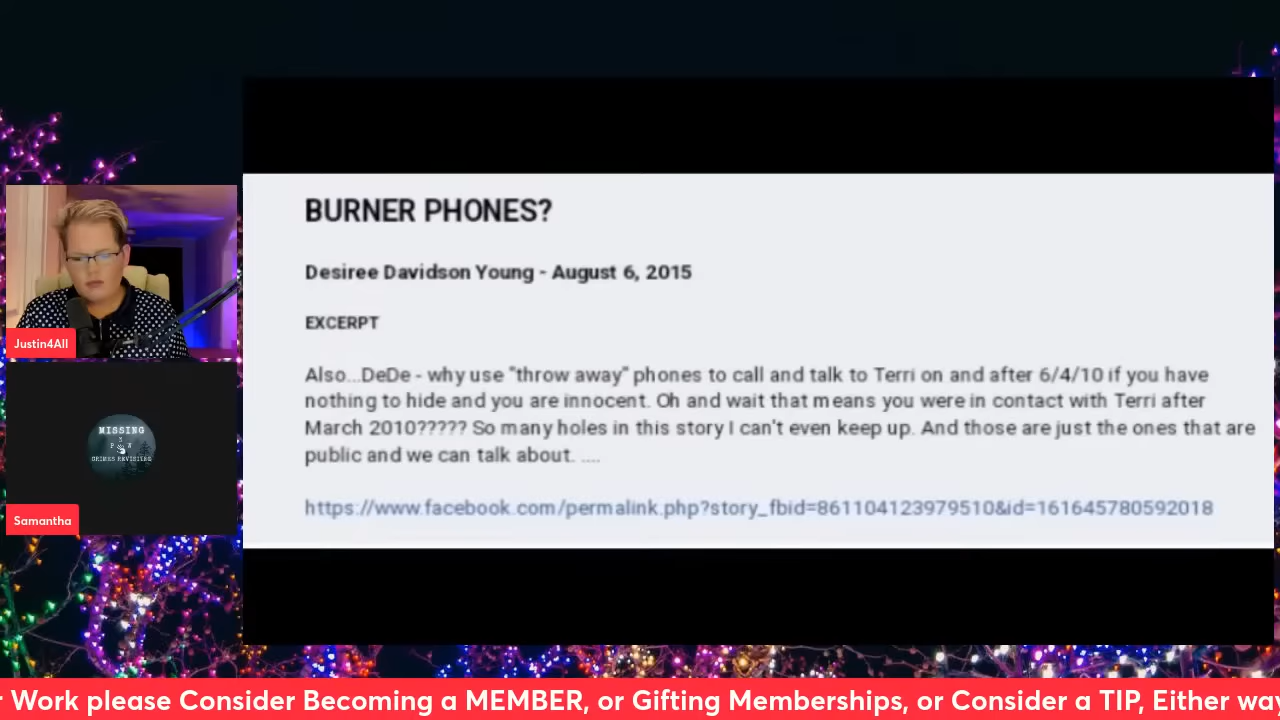 BURNER PHONES?
Desiree Davidson Young - August 6, 2015
EXCERPT
Also...DeDe - why use "throw away" phones to call and talk to Terri on and after 6/4/10 if you have
nothing to hide and you are innocent. Oh and wait that means you were in contact with Terri after
March 2010????? So many holes in this story I can't even keep up. And those are just the ones that are
public and we can talk about. ....
https://www.facebook.com/permalink.php?story_fbid=861104123979510&id=161645780592018
Justin4All
MISSING
CRIMES REVISITED
Samantha
Work please Consider Becoming a MEMBER, or Gifting Memberships, or Consider a TIP, Either way